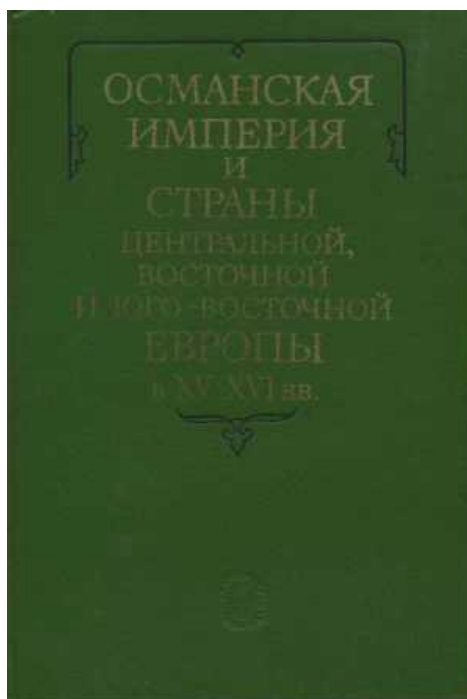 ОСМАНСКАЯ
ИМПЕРИЯ
И
СТРАНЫ
ЦЕНТРАЛЬНОЙ,
ВОСТОЧНОЙ
И ЮГО-ВОСТОЧНОЙ
ЕВРОПЫ
в XV-XVI вв.